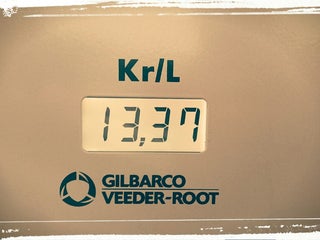 Kr/L
13,37
GILBARCO
VEEDER-ROOT